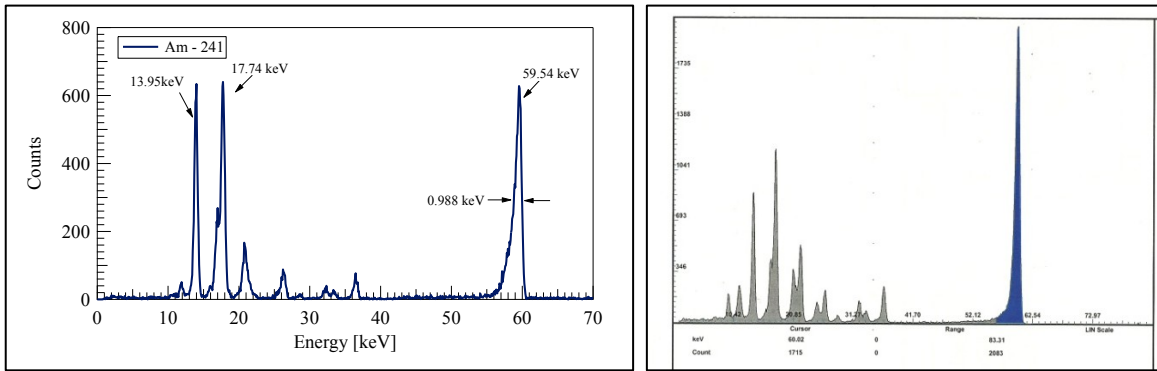 800
Am - 241
17.74 keV
13.95keV
59.54 keV
600
Counts
400
0.988 keV
200
0
0 10 20 30 40 50 60 70
Energy [keV]
1735
1388
1041
693
346
10.42 20.85 31.27 41.70 52.12 62.54 72.97
Cursor Range LIN Scale
keV 60.02 0 83.31
Count 1715 0 2083